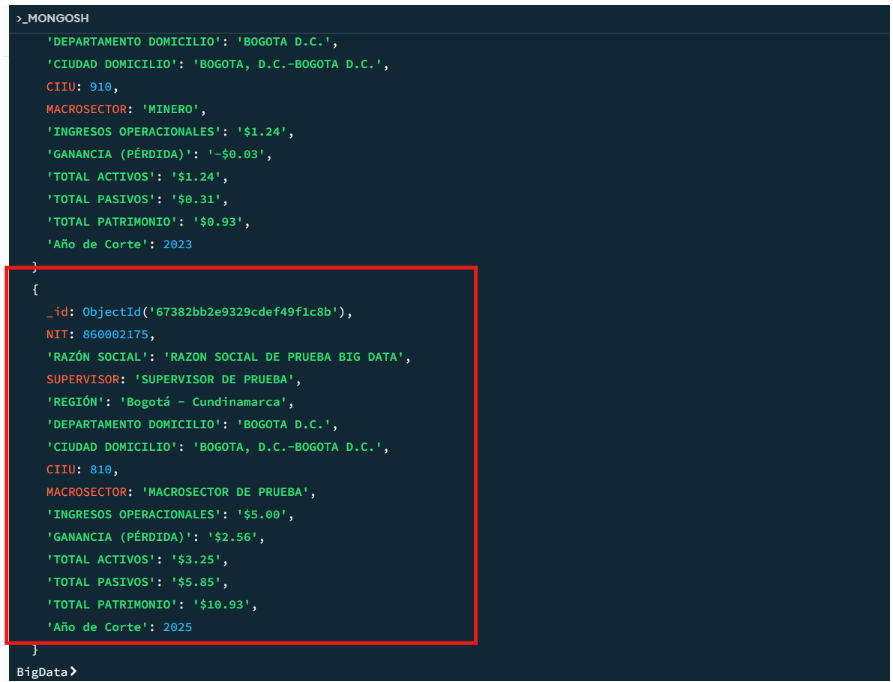 >_MONGOSH
'DEPARTAMENTO DOMICILIO': 'BOGOTA D.C.',
'CIUDAD DOMICILIO': 'BOGOTA, D.C.-BOGOTA D.C.',
CIIU: 910,
MACROSECTOR: 'MINERO',
'INGRESOS OPERACIONALES': '$1.24',
'GANANCIA (PÉRDIDA)': '-$0.03',
'TOTAL ACTIVOS': '$1.24',
'TOTAL PASIVOS': '$0.31',
'TOTAL PATRIMONIO': '$0.93',
'Año de Corte': 2023
}
{
_id: ObjectId('67382bb2e9329cdef49f1c8b'),
NIT: 860002175,
'RAZÓN SOCIAL': 'RAZON SOCIAL DE PRUEBA BIG DATA',
SUPERVISOR: 'SUPERVISOR DE PRUEBA',
'REGIÓN': 'Bogotá - Cundinamarca',
'DEPARTAMENTO DOMICILIO': 'BOGOTA D.C.',
'CIUDAD DOMICILIO': 'BOGOTA, D.C.-BOGOTA D.C.',
CIIU: 810,
MACROSECTOR: 'MACROSECTOR DE PRUEBA',
'INGRESOS OPERACIONALES': '$5.00',
'GANANCIA (PÉRDIDA)': '$2.56',
'TOTAL ACTIVOS': '$3.25',
'TOTAL PASIVOS': '$5.85',
'TOTAL PATRIMONIO': '$10.93',
'Año de Corte': 2025
}
BigData>